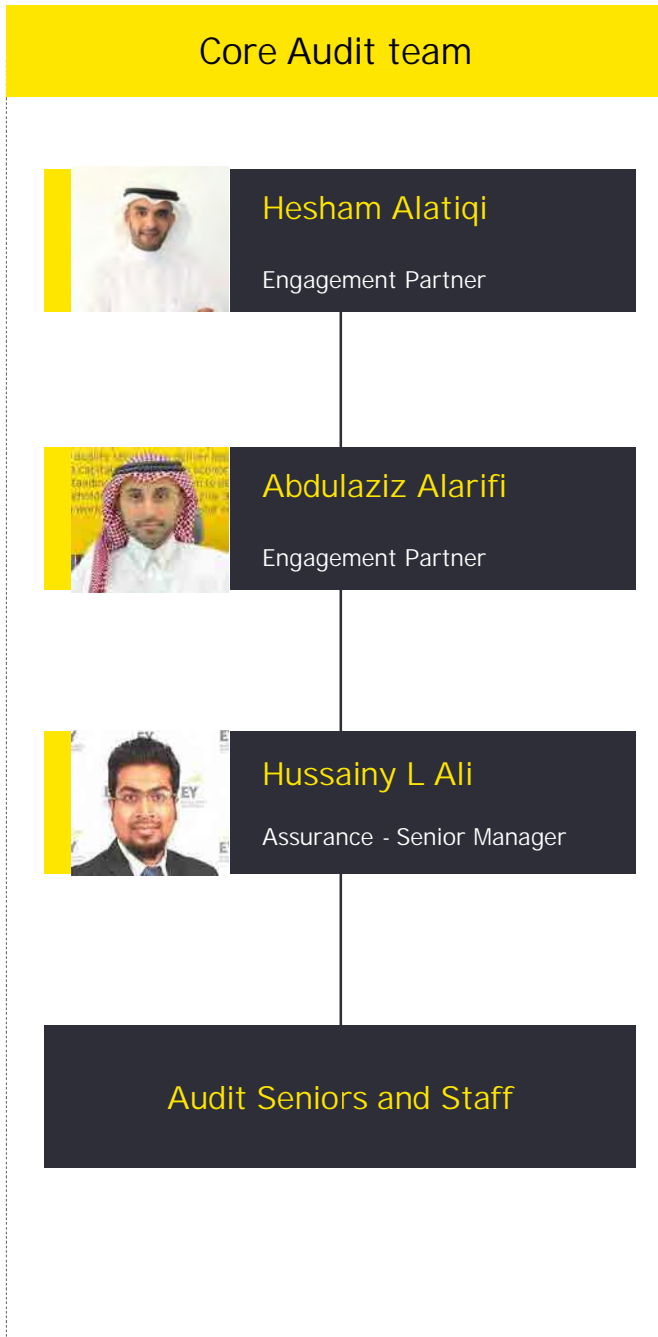 Core Audit team
Hesham Alatiqi
Engagement Partner
Abdulaziz Alarifi
Engagement Partner
EY
Hussainy L Ali
Assurance - Senior Manager
Audit Seniors and Staff